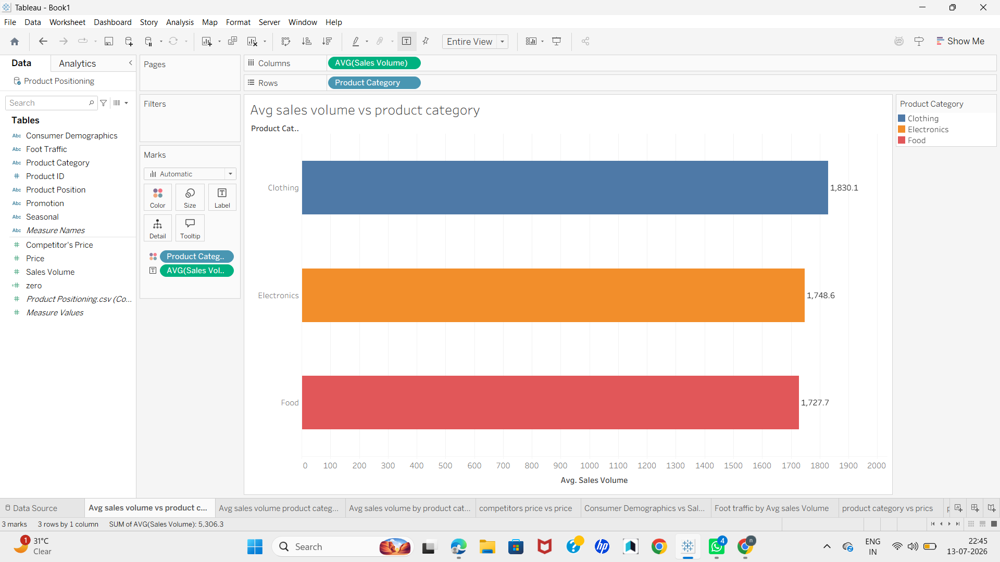 Tableau - Book1
File Data Worksheet Dashboard Story Analysis Map Format Server Window Help
Entire View
Show Me
Data Analytics
Product Positioning
Search
Tables
Abc Consumer Demographics
Abc Foot Traffic
Abc Product Category
# Product ID
Abc Product Position
Abc Promotion
Abc Seasonal
Abc Measure Names
# Competitor's Price
# Price
# Sales Volume
=# zero
# Product Positioning.csv (Co...
# Measure Values
Pages
Filters
Marks
Automatic
Color Size Label
Detail Tooltip
Product Categ..
AVG(Sales Vol..
Columns AVG(Sales Volume)
Rows Product Category
Avg sales volume vs product category
Product Cat..
Clothing 1,830.1
Electronics 1,748.6
Food 1,727.7
0 100 200 300 400 500 600 700 800 900 1000 1100 1200 1300 1400 1500 1600 1700 1800 1900 2000
Avg. Sales Volume
Product Category
Clothing
Electronics
Food
Data Source Avg sales volume vs product c... Avg sales volume product categ... Avg sales volume by product cat... competitors price vs price Consumer Demographics vs Sal... Foot traffic by Avg sales Volume product category vs prics
3 marks 3 rows by 1 column SUM of AVG(Sales Volume): 5,306.3
1 31°C
Clear
Search
hp
4
n
ENG
IN
22:45
13-07-2026